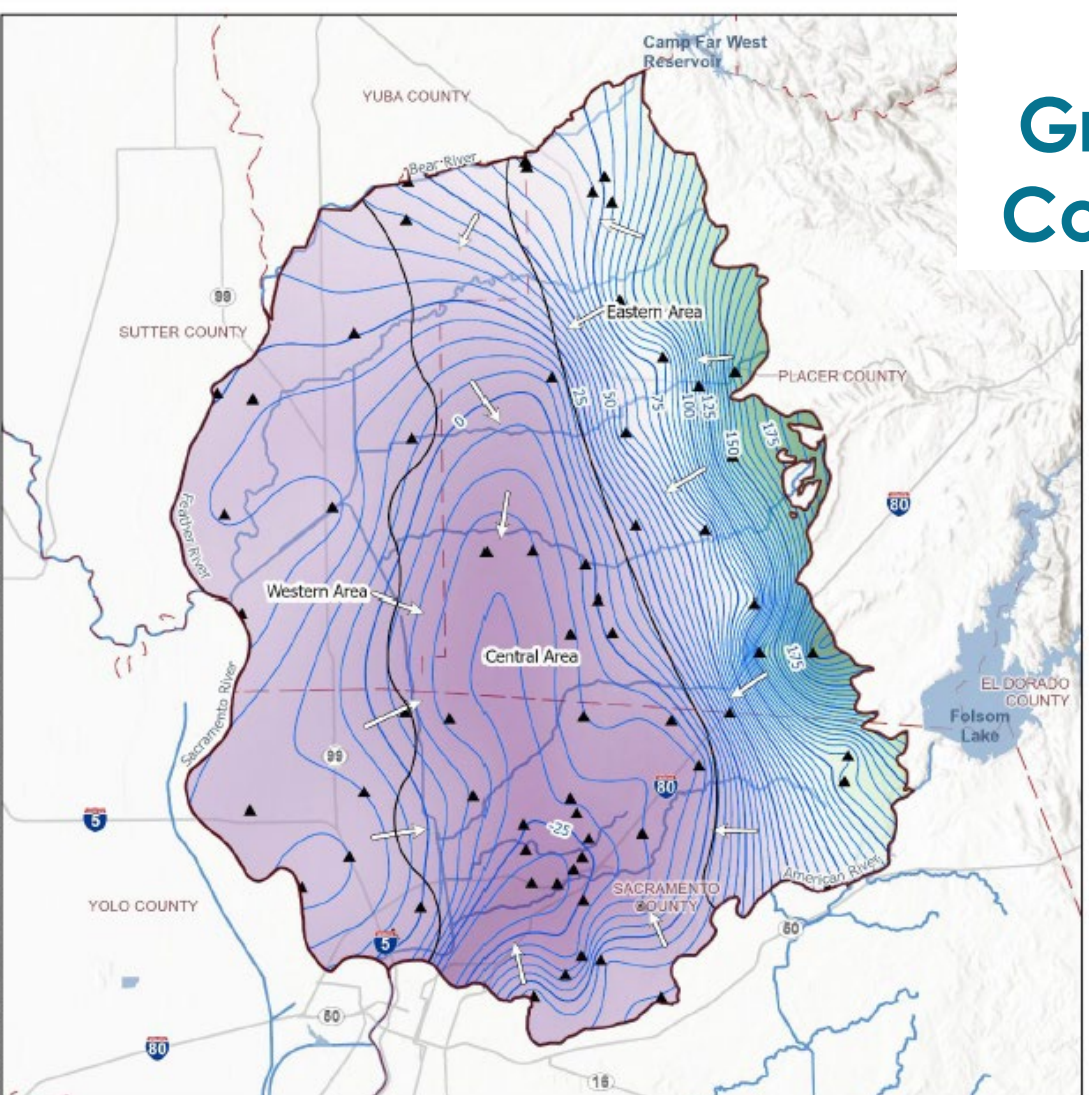 Gr
Co
Camp Far West
Reservoir
YUBA COUNTY
Bear River
99
SUTTER COUNTY
Eastern Area
PLACER COUNTY
25
50
75
100
125
150
175
0
80
Feather River
Western Area
Central Area
175
EL DORADO
COUNTY
Folsom
Lake
Sacramento River
99
80
5
-25
American River
SACRAMENTO
COUNTY
YOLO COUNTY
50
5
50
80
16